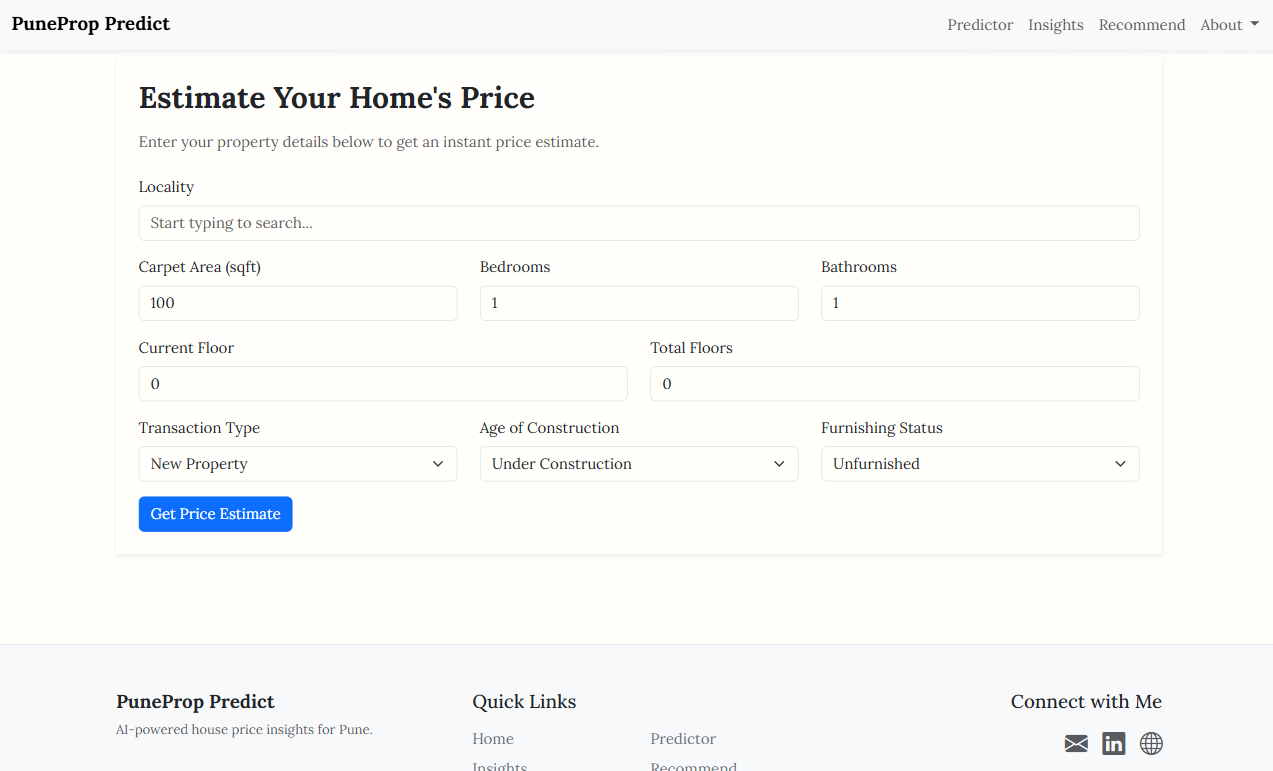 PuneProp Predict
Predictor Insights Recommend About
Estimate Your Home's Price
Enter your property details below to get an instant price estimate.
Locality
Start typing to search...
Carpet Area (sqft) Bedrooms Bathrooms
100 1 1
Current Floor Total Floors
0 0
Transaction Type Age of Construction Furnishing Status
New Property Under Construction Unfurnished
Get Price Estimate
PuneProp Predict Quick Links Connect with Me
AI-powered house price insights for Pune.
Home Predictor
in
Insights Recommend